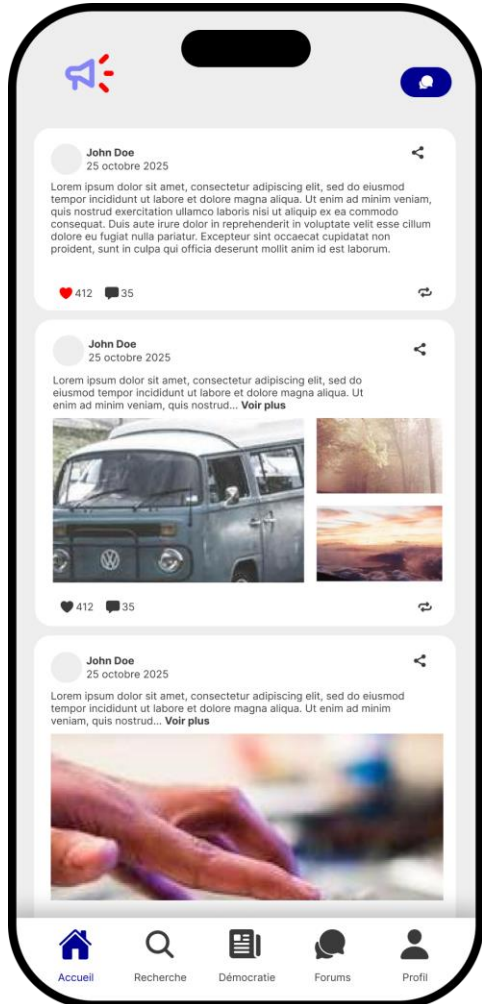 John Doe
25 octobre 2025
Lorem ipsum dolor sit amet, consectetur adipiscing elit, sed do eiusmod
tempor incididunt ut labore et dolore magna aliqua. Ut enim ad minim veniam,
quis nostrud exercitation ullamco laboris nisi ut aliquip ex ea commodo
consequat. Duis aute irure dolor in reprehenderit in voluptate velit esse cillum
dolore eu fugiat nulla pariatur. Excepteur sint occaecat cupidatat non
proident, sunt in culpa qui officia deserunt mollit anim id est laborum.
412 35
John Doe
25 octobre 2025
Lorem ipsum dolor sit amet, consectetur adipiscing elit, sed do
eiusmod tempor incididunt ut labore et dolore magna aliqua. Ut
enim ad minim veniam, quis nostrud... Voir plus
412 35
John Doe
25 octobre 2025
Lorem ipsum dolor sit amet, consectetur adipiscing elit, sed do eiusmod
tempor incididunt ut labore et dolore magna aliqua. Ut enim ad minim
veniam, quis nostrud... Voir plus
Accueil Recherche Démocratie Forums Profil